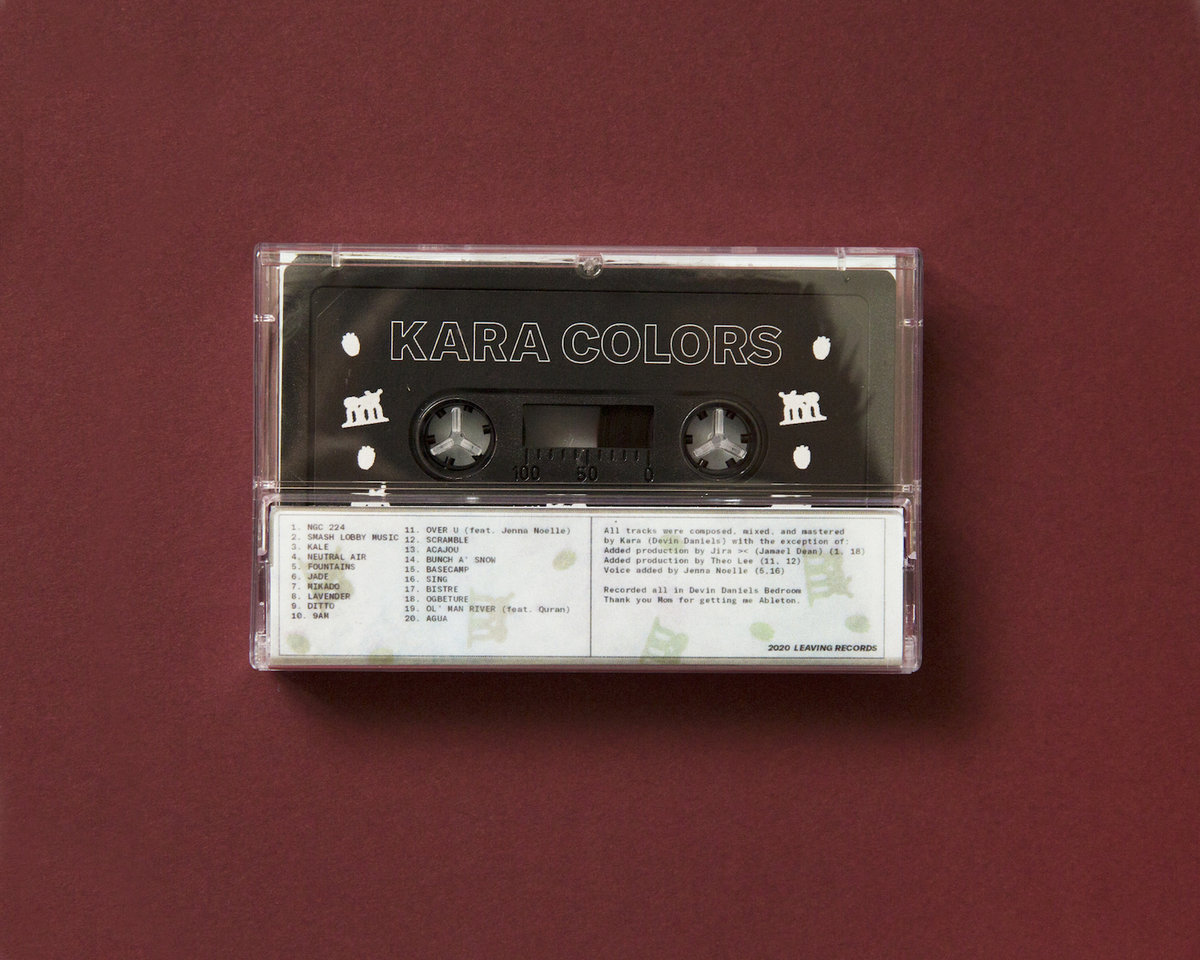 KARA COLORS
100 50 0
1. NGC 224
2. SMASH LOBBY MUSIC
3. KALE
4. NEUTRAL AIR
5. FOUNTAINS
6. JADE
7. MIKADO
8. LAVENDER
9. DITTO
10. 9AM
11. OVER U (feat. Jenna Noelle)
12. SCRAMBLE
13. ACAJOU
14. BUNCH A' SNOW
15. BASECAMP
16. SING
17. BISTRE
18. OGBETURE
19. OL' MAN RIVER (feat. Quran)
20. AGUA
All tracks were composed, mixed, and mastered
by Kara (Devin Daniels) with the exception of:
Added production by Jira >< (Jamael Dean) (1, 18)
Added production by Theo Lee (11, 12)
Voice added by Jenna Noelle (5,16)
Recorded all in Devin Daniels Bedroom
Thank you Mom for getting me Ableton.
2020 LEAVING RECORDS